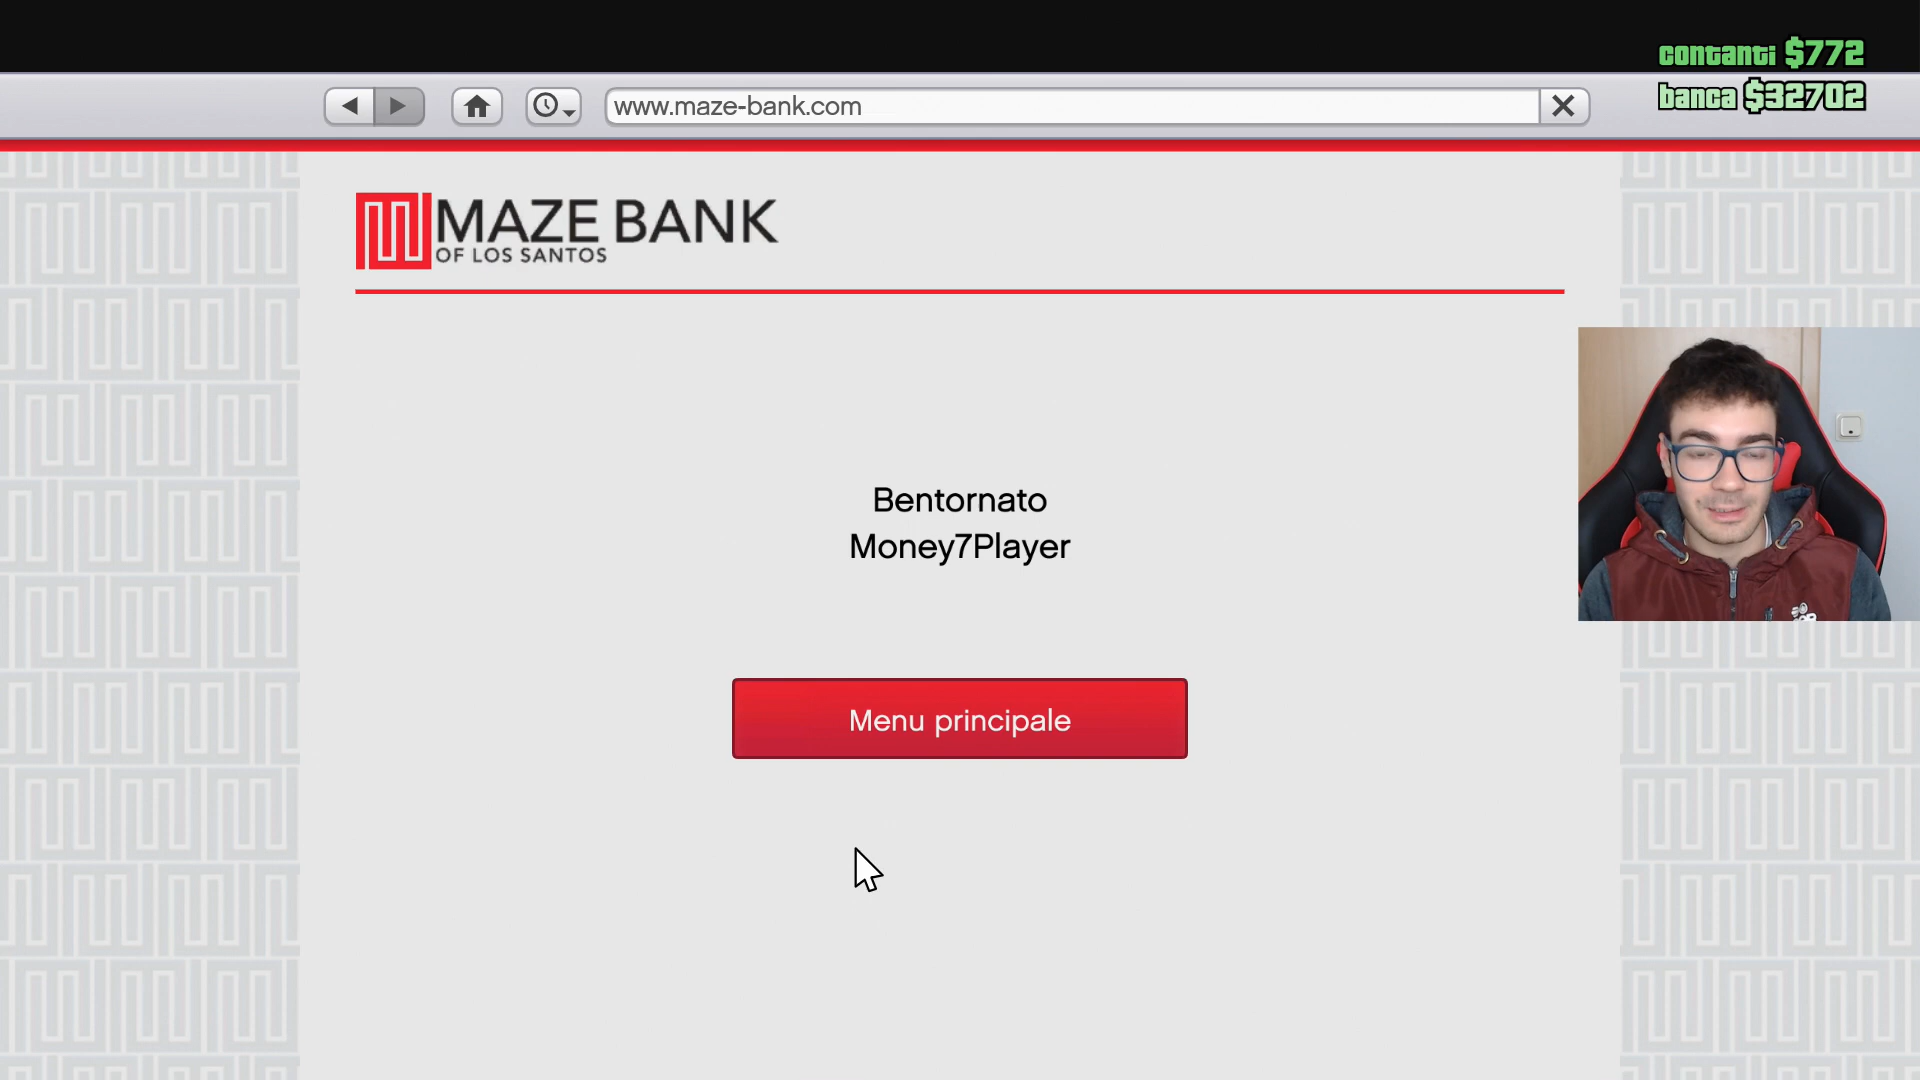 contanti $772
banca $32702
www.maze-bank.com
MAZE BANK
OF LOS SANTOS
Bentornato
Money7Player
Menu principale